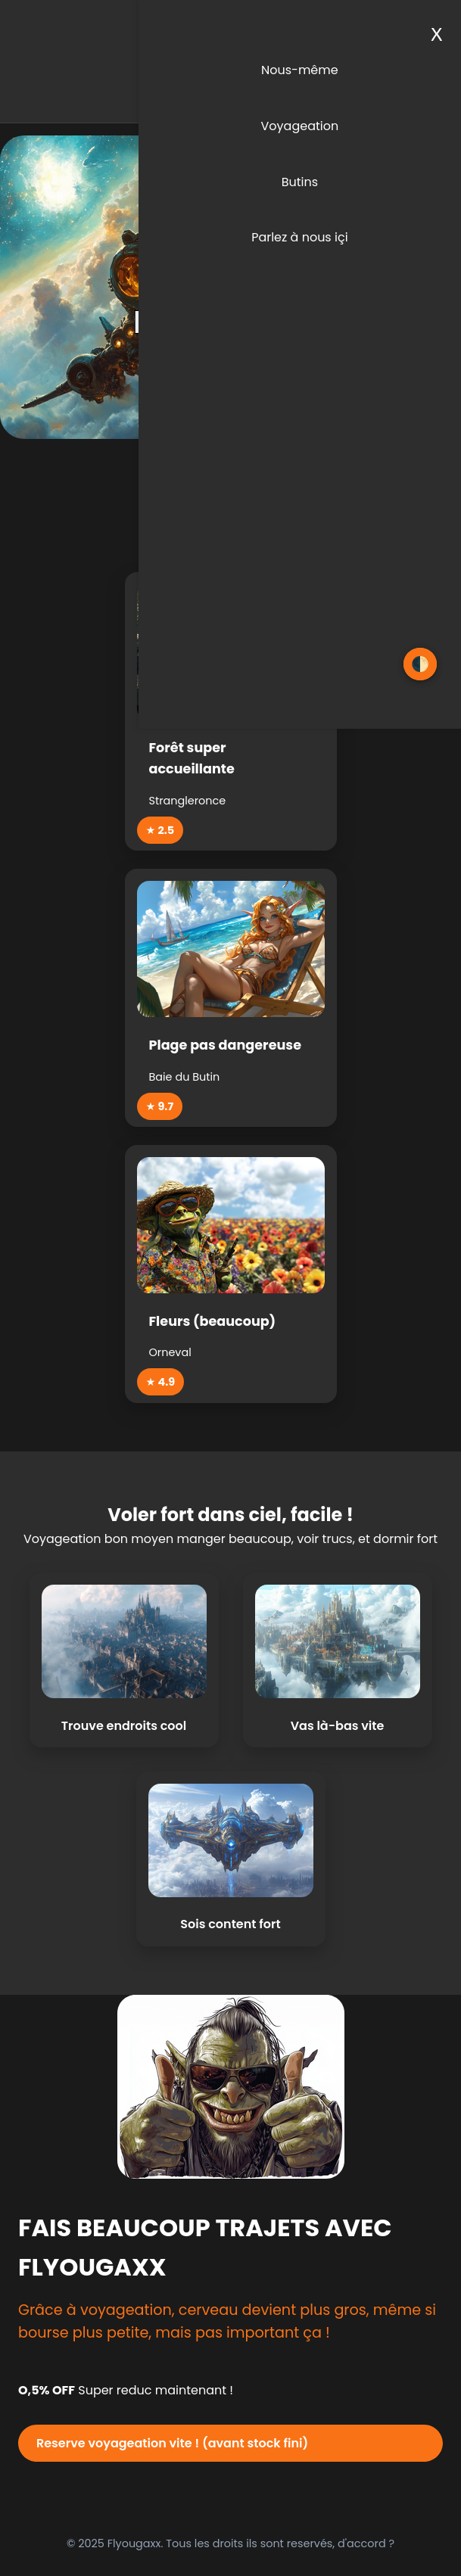 X
Nous-même
Voyageation
Butins
Parlez à nous içi
Forêt super
accueillante
Strangleronce
★ 2.5
Plage pas dangereuse
Baie du Butin
★ 9.7
Fleurs (beaucoup)
Orneval
★ 4.9
Voler fort dans ciel, facile !
Voyageation bon moyen manger beaucoup, voir trucs, et dormir fort
Trouve endroits cool
Vas là-bas vite
Sois content fort
FAIS BEAUCOUP TRAJETS AVEC
FLYOUGAXX
Grâce à voyageation, cerveau devient plus gros, même si
bourse plus petite, mais pas important ça !
O,5% OFF Super reduc maintenant !
Reserve voyageation vite ! (avant stock fini)
© 2025 Flyougaxx. Tous les droits ils sont reservés, d'accord ?